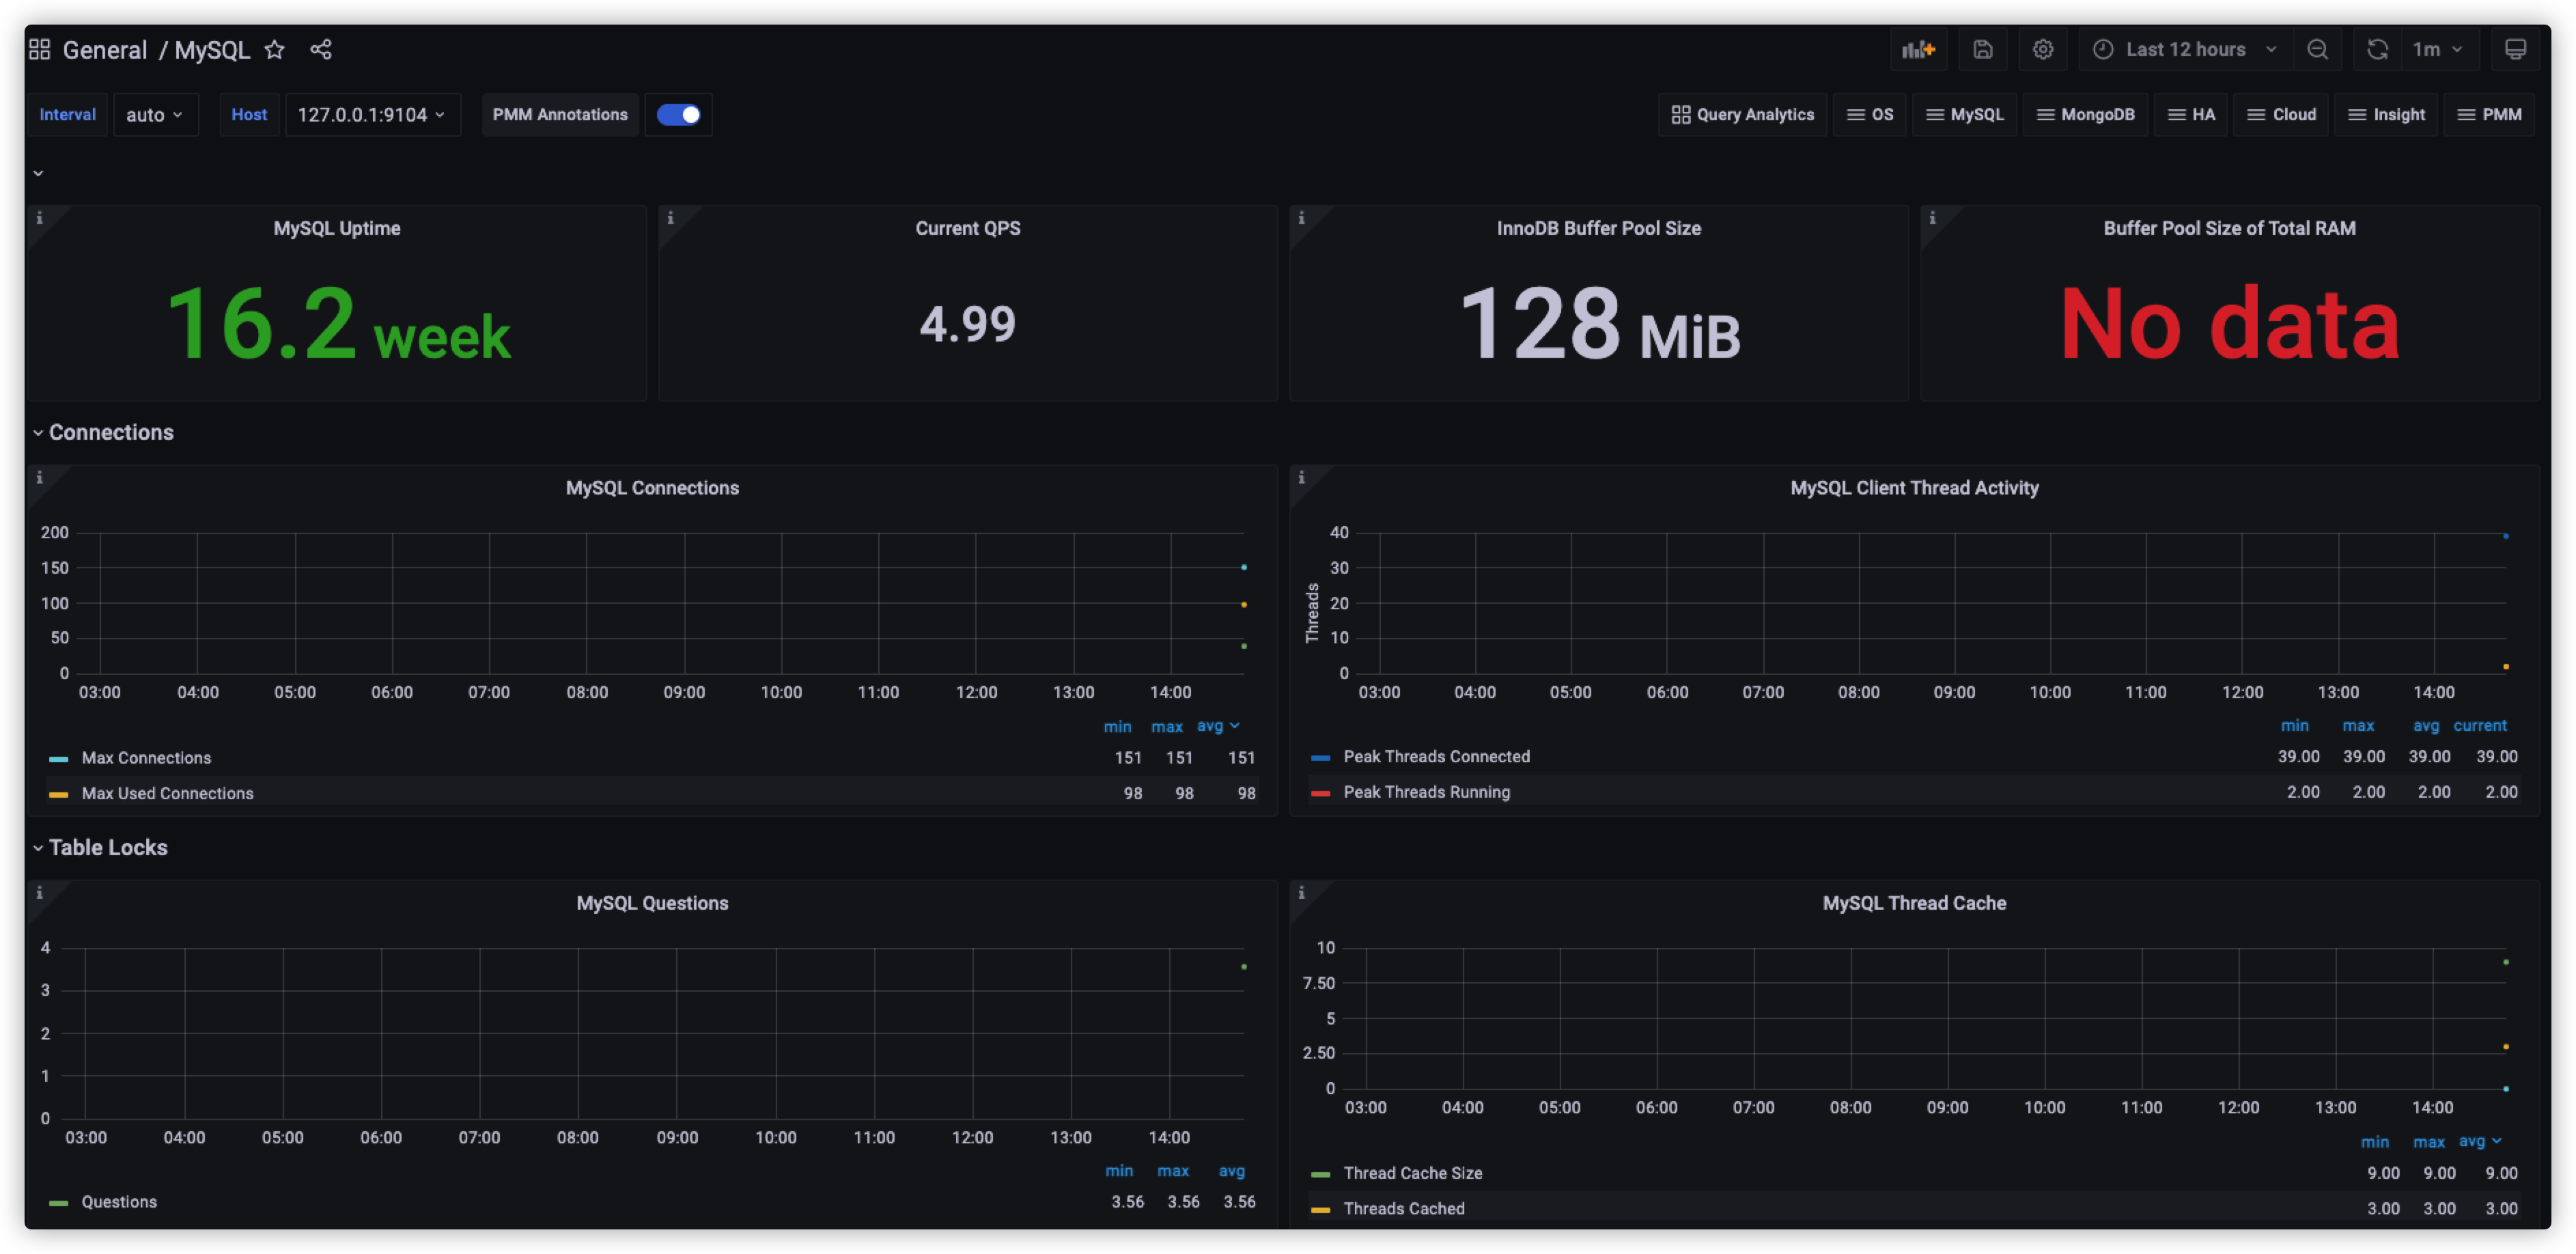 General / MySQL
Last 12 hours
1m
Interval auto Host 127.0.0.1:9104 PMM Annotations
Query Analytics OS MySQL MongoDB HA Cloud Insight PMM
MySQL Uptime
16.2 week
Current QPS
4.99
InnoDB Buffer Pool Size
128 MiB
Buffer Pool Size of Total RAM
No data
Connections
MySQL Connections
200
150
100
50
0
03:00 04:00 05:00 06:00 07:00 08:00 09:00 10:00 11:00 12:00 13:00 14:00
min max avg
Max Connections 151 151 151
Max Used Connections 98 98 98
MySQL Client Thread Activity
Threads
40
30
20
10
0
03:00 04:00 05:00 06:00 07:00 08:00 09:00 10:00 11:00 12:00 13:00 14:00
min max avg current
Peak Threads Connected 39.00 39.00 39.00 39.00
Peak Threads Running 2.00 2.00 2.00 2.00
Table Locks
MySQL Questions
4
3
2
1
0
03:00 04:00 05:00 06:00 07:00 08:00 09:00 10:00 11:00 12:00 13:00 14:00
min max avg
Questions 3.56 3.56 3.56
MySQL Thread Cache
10
7.50
5
2.50
0
03:00 04:00 05:00 06:00 07:00 08:00 09:00 10:00 11:00 12:00 13:00 14:00
min max avg
Thread Cache Size 9.00 9.00 9.00
Threads Cached 3.00 3.00 3.00